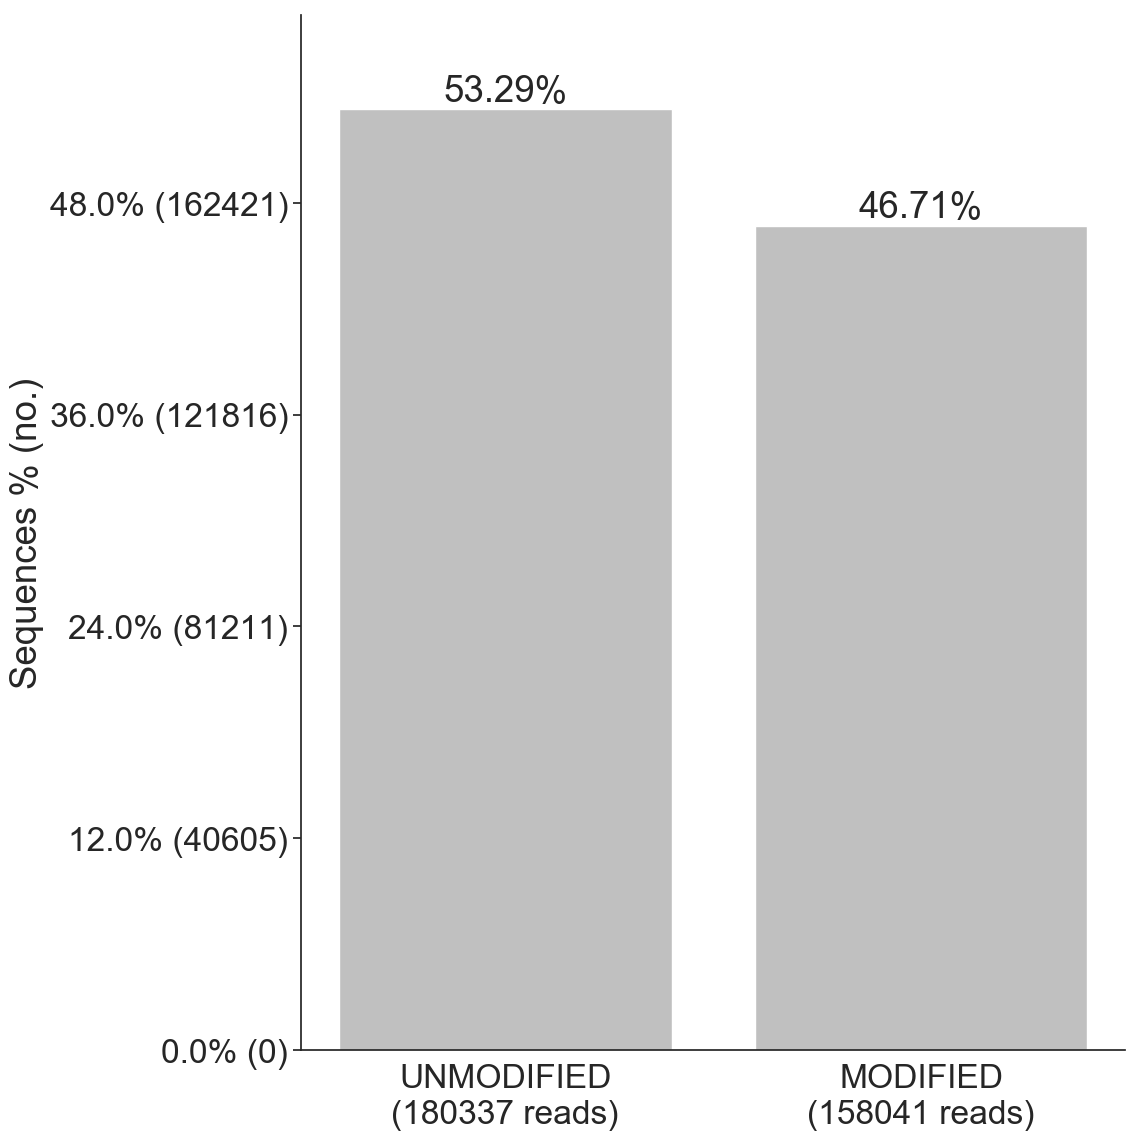 53.29%
46.71%
48.0% (162421)
36.0% (121816)
24.0% (81211)
12.0% (40605)
0.0% (0)
Sequences % (no.)
UNMODIFIED
(180337 reads)
MODIFIED
(158041 reads)